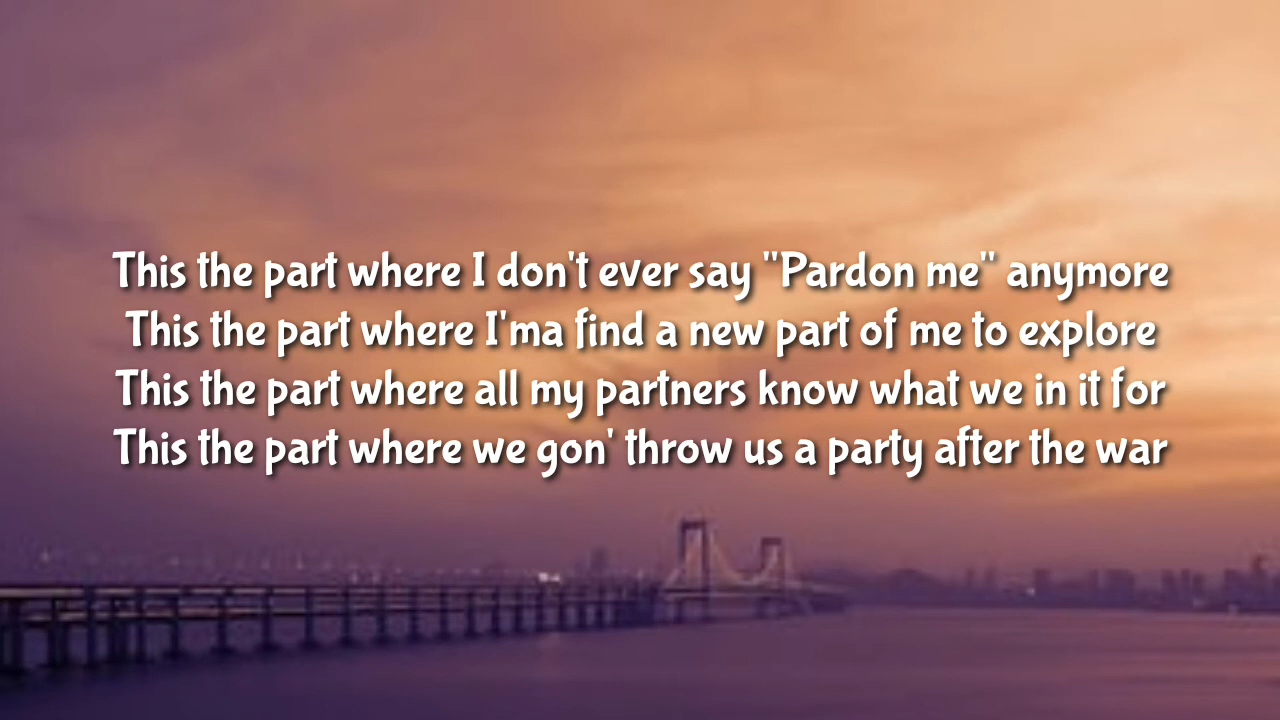 This the part where I don't ever say "Pardon me" anymore
This the part where I'ma find a new part of me to explore
This the part where all my partners know what we in it for
This the part where we gon' throw us a party after the war